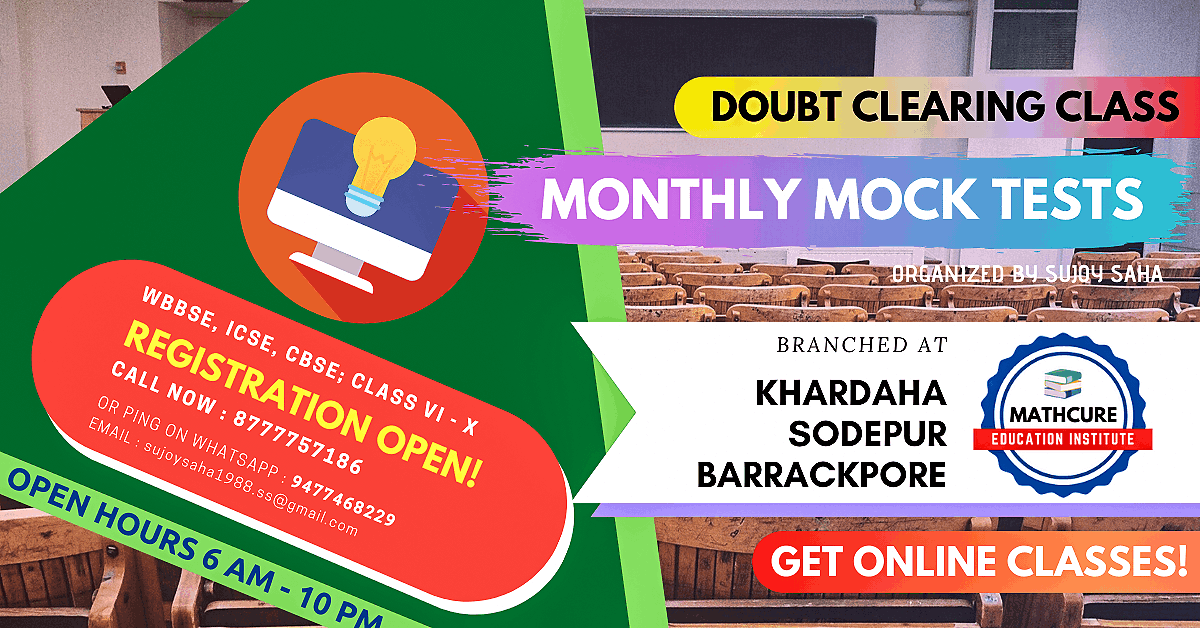 DOUBT CLEARING CLASS
MONTHLY MOCK TESTS
ORGANIZED BY SUJOY SAHA
WBBSE, ICSE, CBSE; CLASS VI - X
REGISTRATION OPEN!
CALL NOW : 8777757186
OR PING ON WHATSAPP : 9477468229
EMAIL : sujoysaha1988.ss@gmail.com
OPEN HOURS 6 AM - 10 PM
BRANCHED AT
KHARDAHA
SODEPUR
BARRACKPORE
MATHCURE
EDUCATION INSTITUTE
GET ONLINE CLASSES!